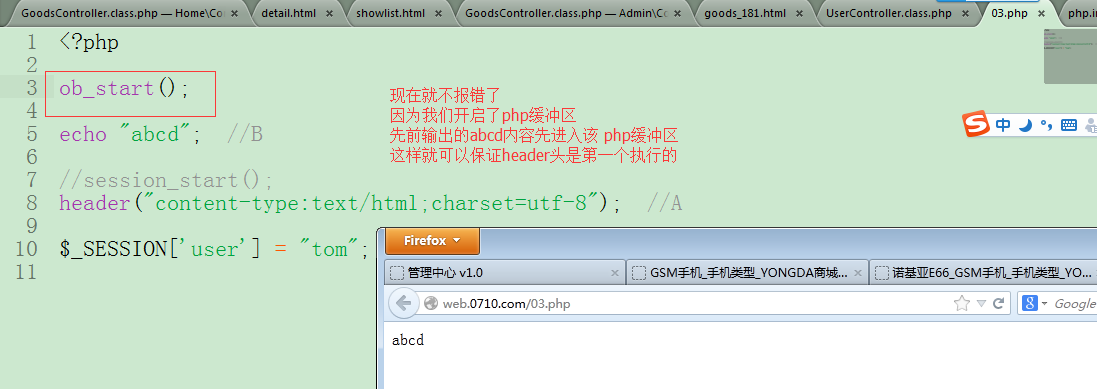 GoodsController.class.php — Home\Co
detail.html
showlist.html
GoodsController.class.php — Admin\Co
goods_181.html
UserController.class.php
03.php
php.in
1 <?php
2
3 ob_start();
4
5 echo "abcd"; //B
6
7 //session_start();
8 header("content-type:text/html;charset=utf-8"); //A
9
10 $_SESSION['user'] = "tom";
11
现在就不报错了
因为我们开启了php缓冲区
先前输出的abcd内容先进入该 php缓冲区
这样就可以保证header头是第一个执行的
S 中
Firefox
管理中心 v1.0
GSM手机_手机类型_YONGDA商城...
诺基亚E66_GSM手机_手机类型_YO...
web.0710.com/03.php
8 Google
abcd